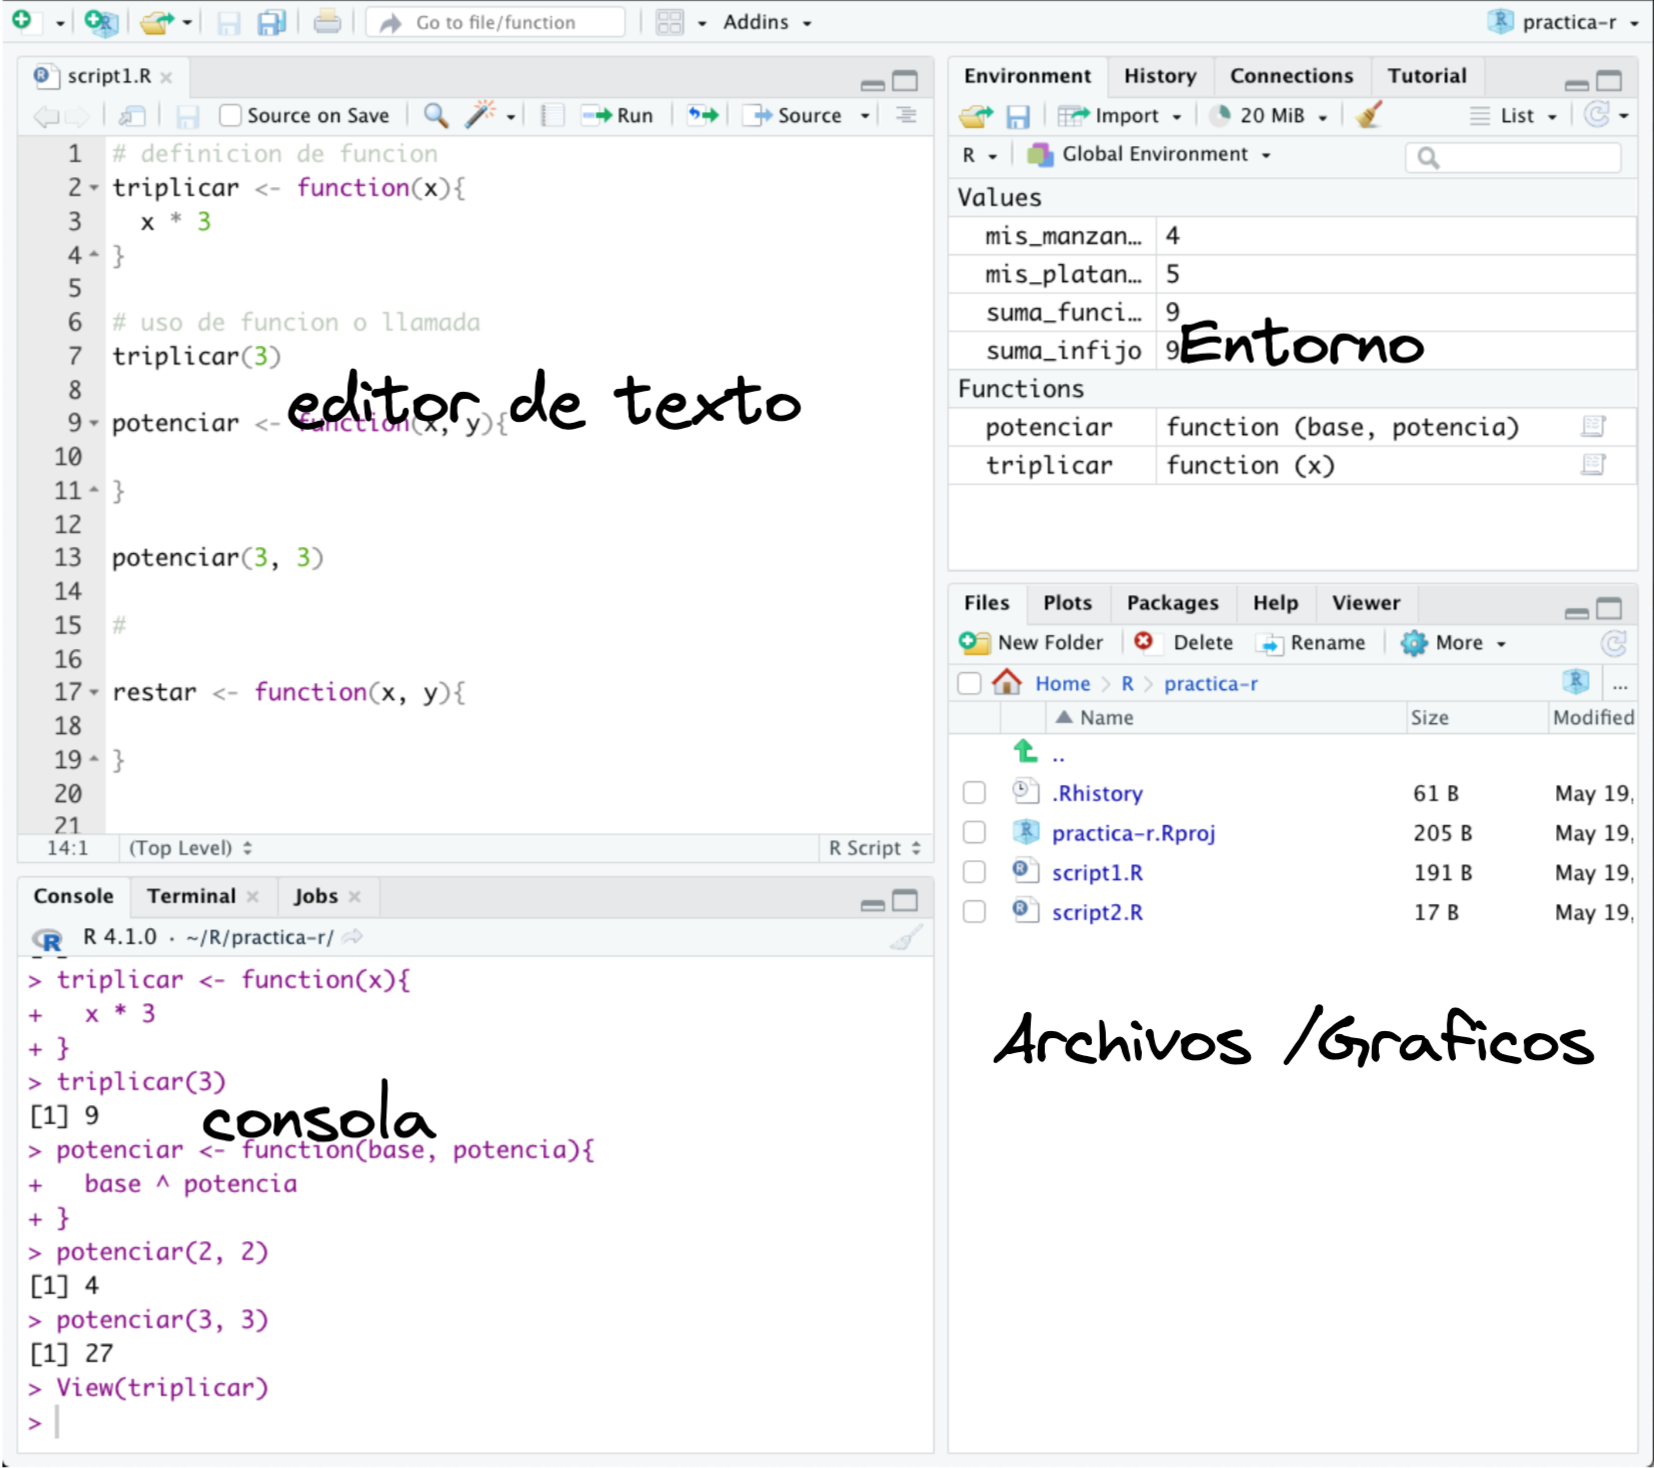 Go to file/function
Addins
practica-r
script1.R
Source on Save
Run
Source
1 # definicion de funcion
2 triplicar <- function(x){
3 x * 3
4 }
5
6 # uso de funcion o llamada
7 triplicar(3)
8
editor de texto
9 potenciar <- function(x, y){
10
11 }
12
13 potenciar(3, 3)
14
15 #
16
17 restar <- function(x, y){
18
19 }
20
21
14:1 (Top Level) R Script
Console Terminal Jobs
R 4.1.0 · ~/R/practica-r/
> triplicar <- function(x){
+ x * 3
+ }
> triplicar(3)
[1] 9
consola
> potenciar <- function(base, potencia){
+ base ^ potencia
+ }
> potenciar(2, 2)
[1] 4
> potenciar(3, 3)
[1] 27
> View(triplicar)
>
Environment History Connections Tutorial
Import 20 MiB List
R Global Environment
Values
mis_manzan… 4
mis_platan… 5
suma_funci… 9
suma_infijo 9
Entorno
Functions
potenciar function (base, potencia)
triplicar function (x)
Files Plots Packages Help Viewer
New Folder Delete Rename More
Home > R > practica-r R ...
Name Size Modified
..
.Rhistory 61 B May 19,
practica-r.Rproj 205 B May 19,
script1.R 191 B May 19,
script2.R 17 B May 19,
Archivos /Graficos